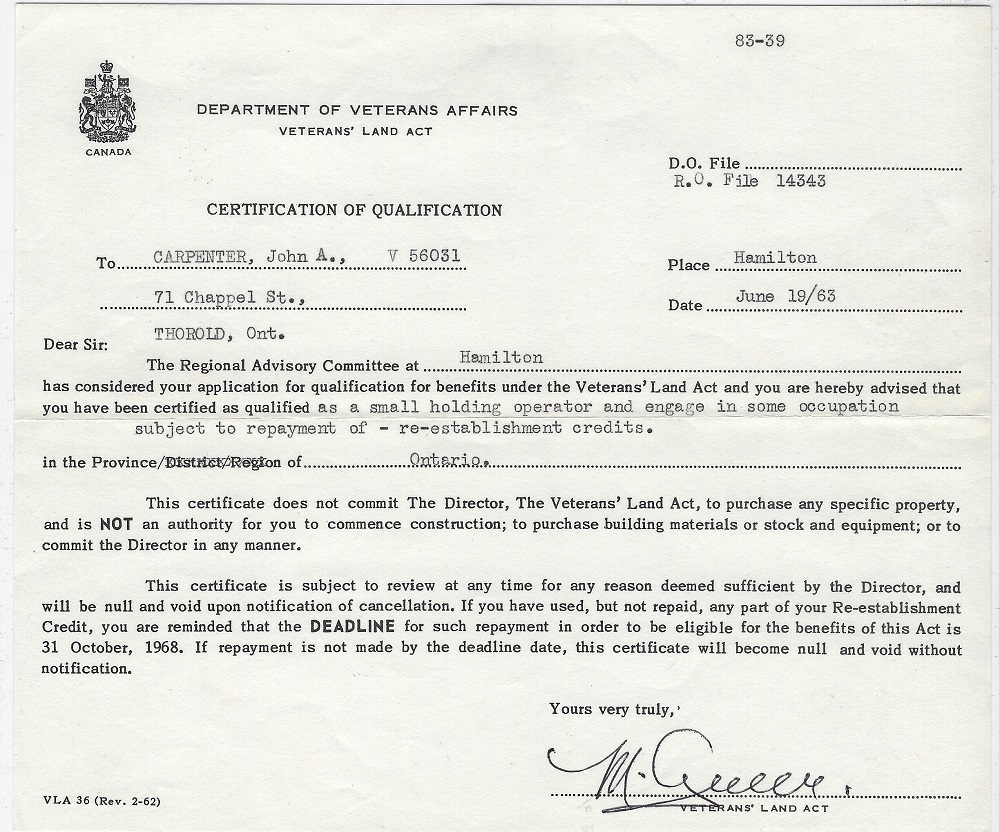 83-39
DEPARTMENT OF VETERANS AFFAIRS
VETERANS' LAND ACT
CANADA
D.O. File
R.O. File 14343
CERTIFICATION OF QUALIFICATION
To CARPENTER, John A., V 56031
Place Hamilton
71 Chappel St.,
Date June 19/63
THOROLD, Ont.
Dear Sir:
The Regional Advisory Committee at Hamilton
has considered your application for qualification for benefits under the Veterans' Land Act and you are hereby advised that
you have been certified as qualified as a small holding operator and engage in some occupation
subject to repayment of - re-establishment credits.
in the Province/District/Region of Ontario.
This certificate does not commit The Director, The Veterans' Land Act, to purchase any specific property,
and is NOT an authority for you to commence construction; to purchase building materials or stock and equipment; or to
commit the Director in any manner.
This certificate is subject to review at any time for any reason deemed sufficient by the Director, and
will be null and void upon notification of cancellation. If you have used, but not repaid, any part of your Re-establishment
Credit, you are reminded that the DEADLINE for such repayment in order to be eligible for the benefits of this Act is
31 October, 1968. If repayment is not made by the deadline date, this certificate will become null and void without
notification.
Yours very truly,
M.
VETERANS' LAND ACT
VLA 36 (Rev. 2-62)